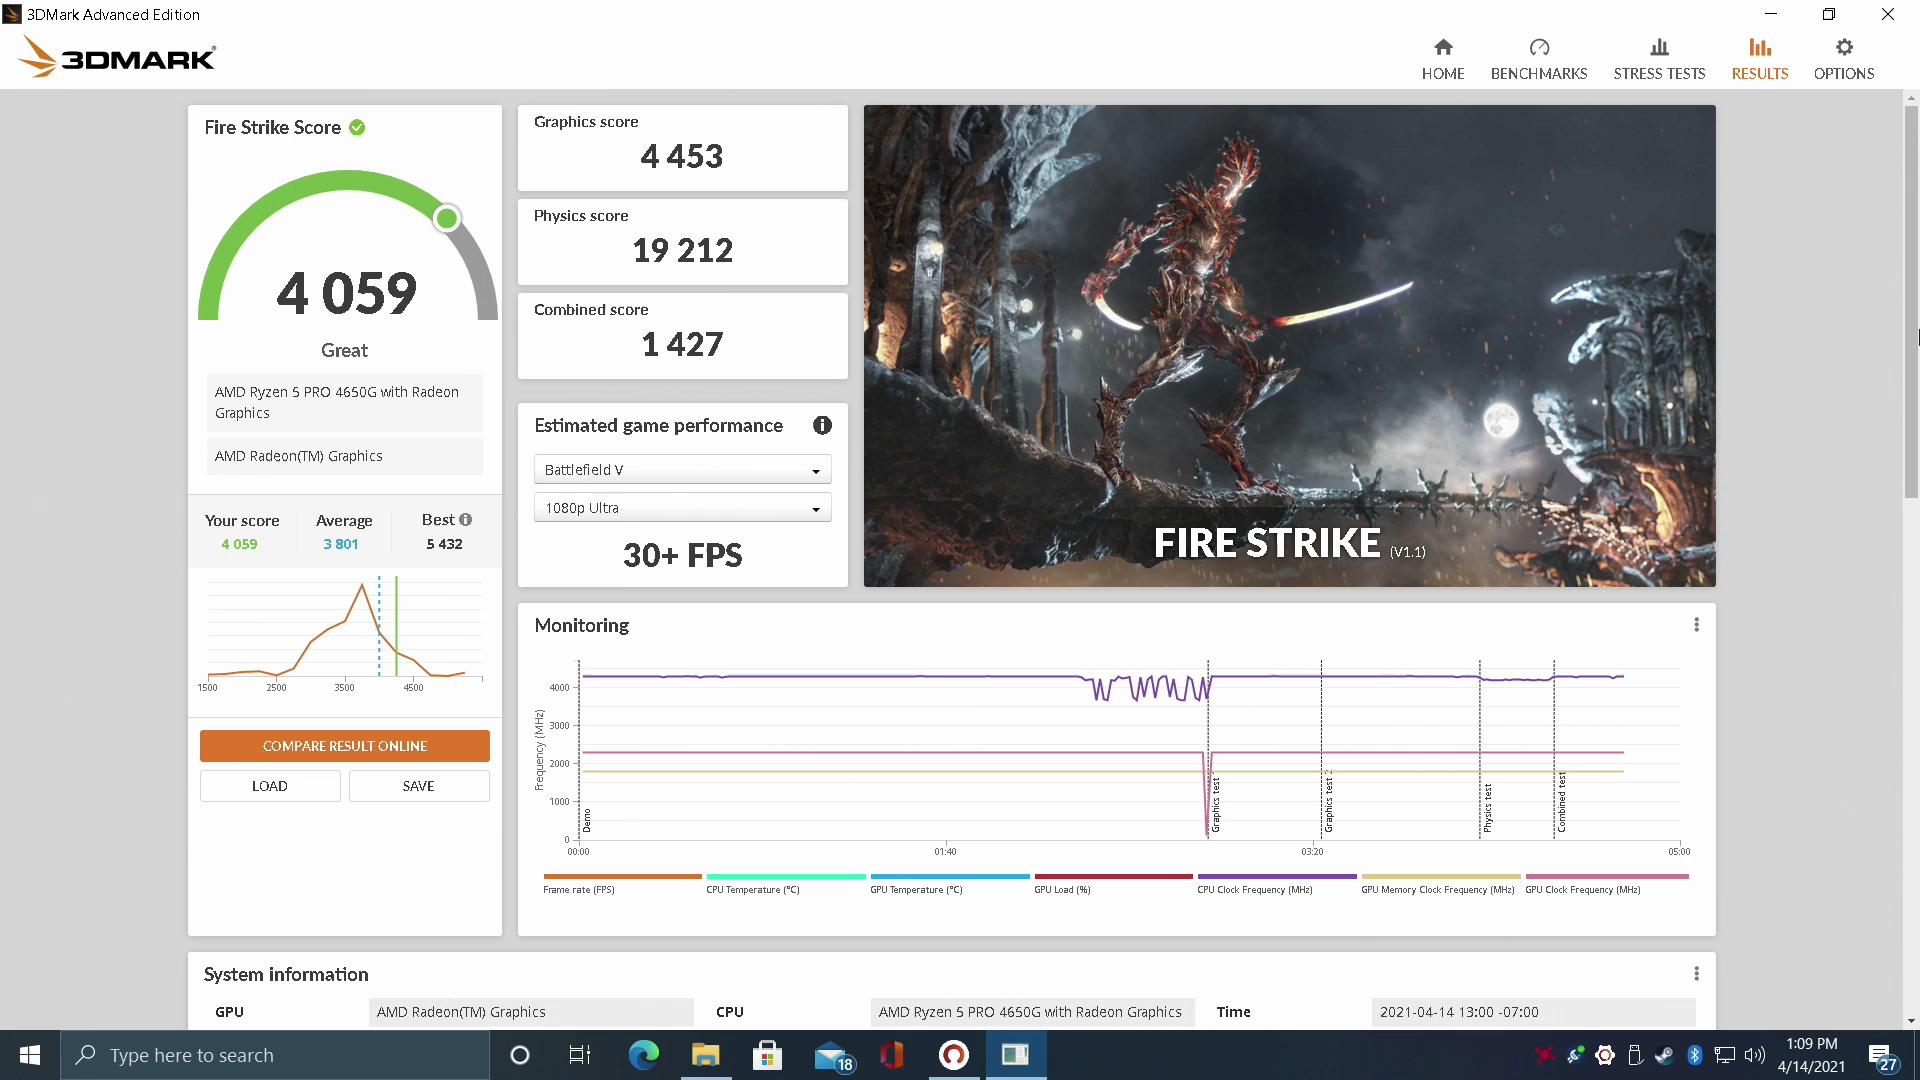 3DMark Advanced Edition
3DMARK
HOME
BENCHMARKS
STRESS TESTS
RESULTS
OPTIONS
Fire Strike Score
4 059
Great
AMD Ryzen 5 PRO 4650G with Radeon
Graphics
AMD Radeon(TM) Graphics
Your score
4 059
Average
3 801
Best
5 432
1500 2500 3500 4500
COMPARE RESULT ONLINE
LOAD
SAVE
Graphics score
4 453
Physics score
19 212
Combined score
1 427
Estimated game performance
Battlefield V
1080p Ultra
30+ FPS
FIRE STRIKE (V1.1)
Monitoring
Frequency (MHz)
4000
3000
2000
1000
0
Demo
Graphics test
Graphics test 2
Physics test
Combined test
00:00 01:40 03:20 05:00
Frame rate (FPS)
CPU Temperature (°C)
GPU Temperature (°C)
GPU Load (%)
CPU Clock Frequency (MHz)
GPU Memory Clock Frequency (MHz)
GPU Clock Frequency (MHz)
System information
GPU
AMD Radeon(TM) Graphics
CPU
AMD Ryzen 5 PRO 4650G with Radeon Graphics
Time
2021-04-14 13:00 -07:00
Type here to search
18
1:09 PM
4/14/2021
27